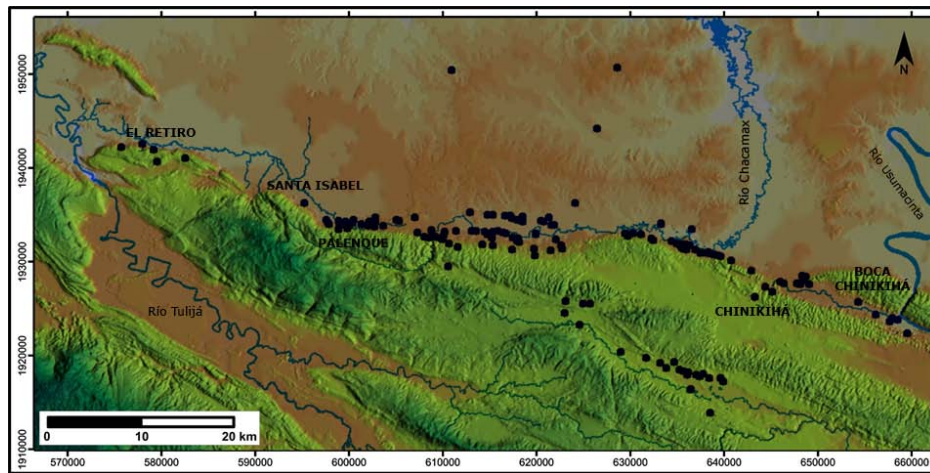 EL RETIRO
SANTA ISABEL
PALENQUE
Río Tulijá
Río Chacamax
Río Usumacinta
CHINIKIHÁ
BOCA
CHINIKIHÁ
N
0 10 20 km
1950000
1940000
1930000
1920000
1910000
570000 580000 590000 600000 610000 620000 630000 640000 650000 660000